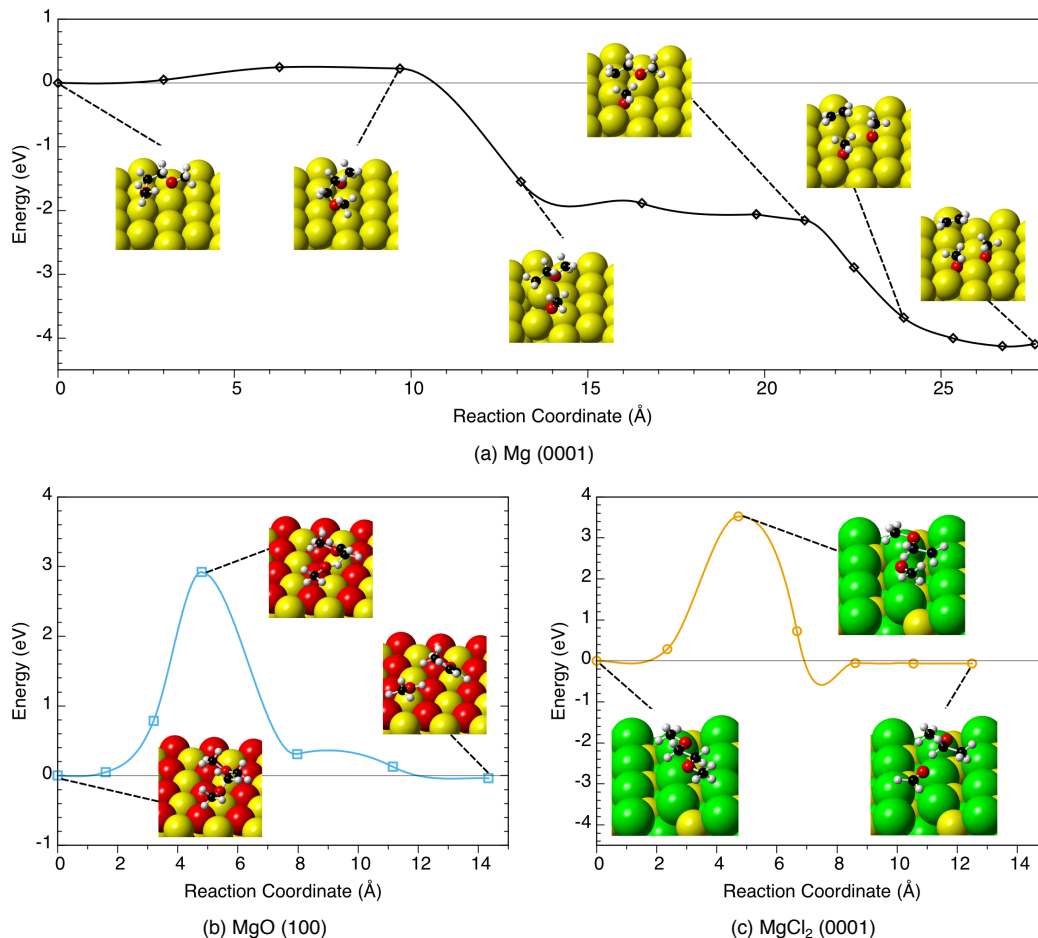 1
0
-1
-2
-3
-4
Energy (eV)
0 5 10 15 20 25
Reaction Coordinate (Å)
(a) Mg (0001)
4
3
2
1
0
-1
Energy (eV)
0 2 4 6 8 10 12 14
Reaction Coordinate (Å)
(b) MgO (100)
4
3
2
1
0
-1
-2
-3
-4
Energy (eV)
0 2 4 6 8 10 12 14
Reaction Coordinate (Å)
(c) MgCl₂ (0001)